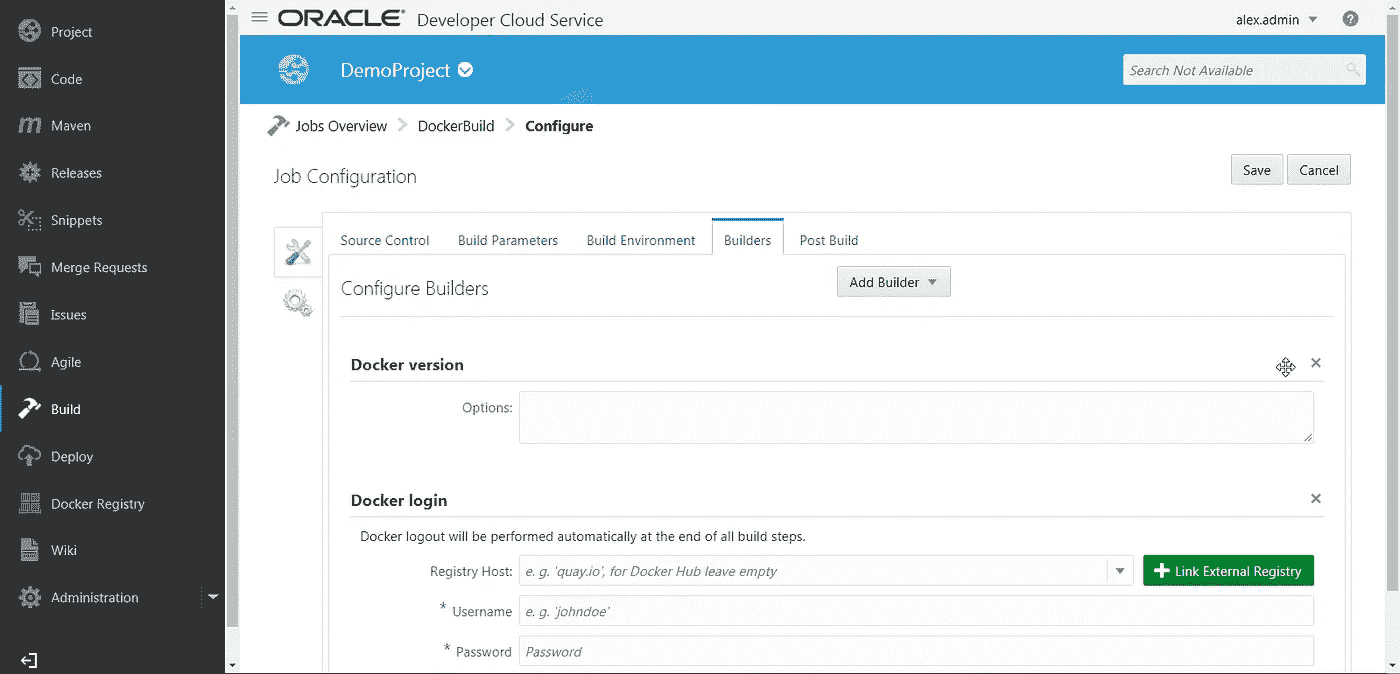 ORACLE® Developer Cloud Service
alex.admin
?
DemoProject
Search Not Available
Project
Code
Maven
Releases
Snippets
Merge Requests
Issues
Agile
Build
Deploy
Docker Registry
Wiki
Administration
Jobs Overview > DockerBuild > Configure
Job Configuration
Save
Cancel
Source Control
Build Parameters
Build Environment
Builders
Post Build
Configure Builders
Add Builder
Docker version
Options:
Docker login
Docker logout will be performed automatically at the end of all build steps.
Registry Host: e. g. 'quay.io', for Docker Hub leave empty
Link External Registry
* Username e. g. 'johndoe'
* Password Password